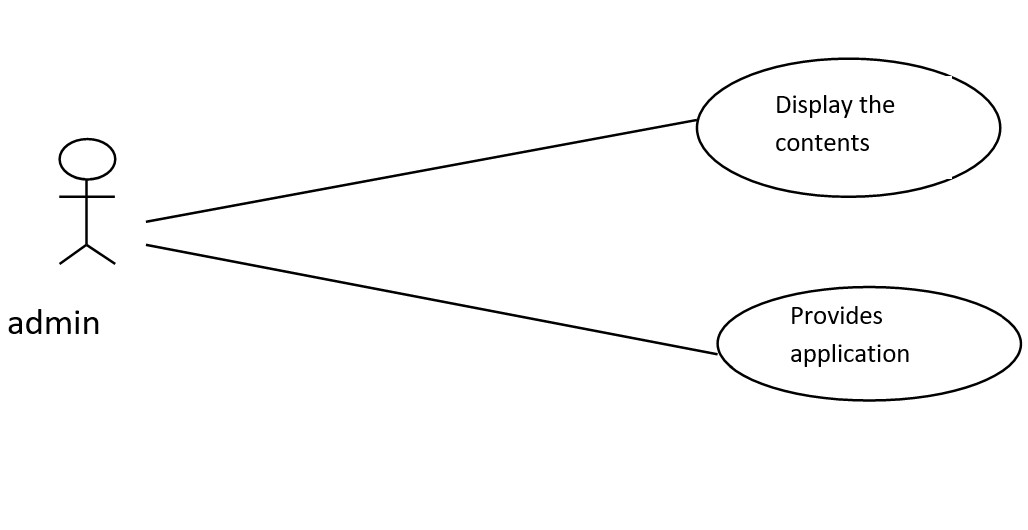 Display the
contents
admin
Provides
application